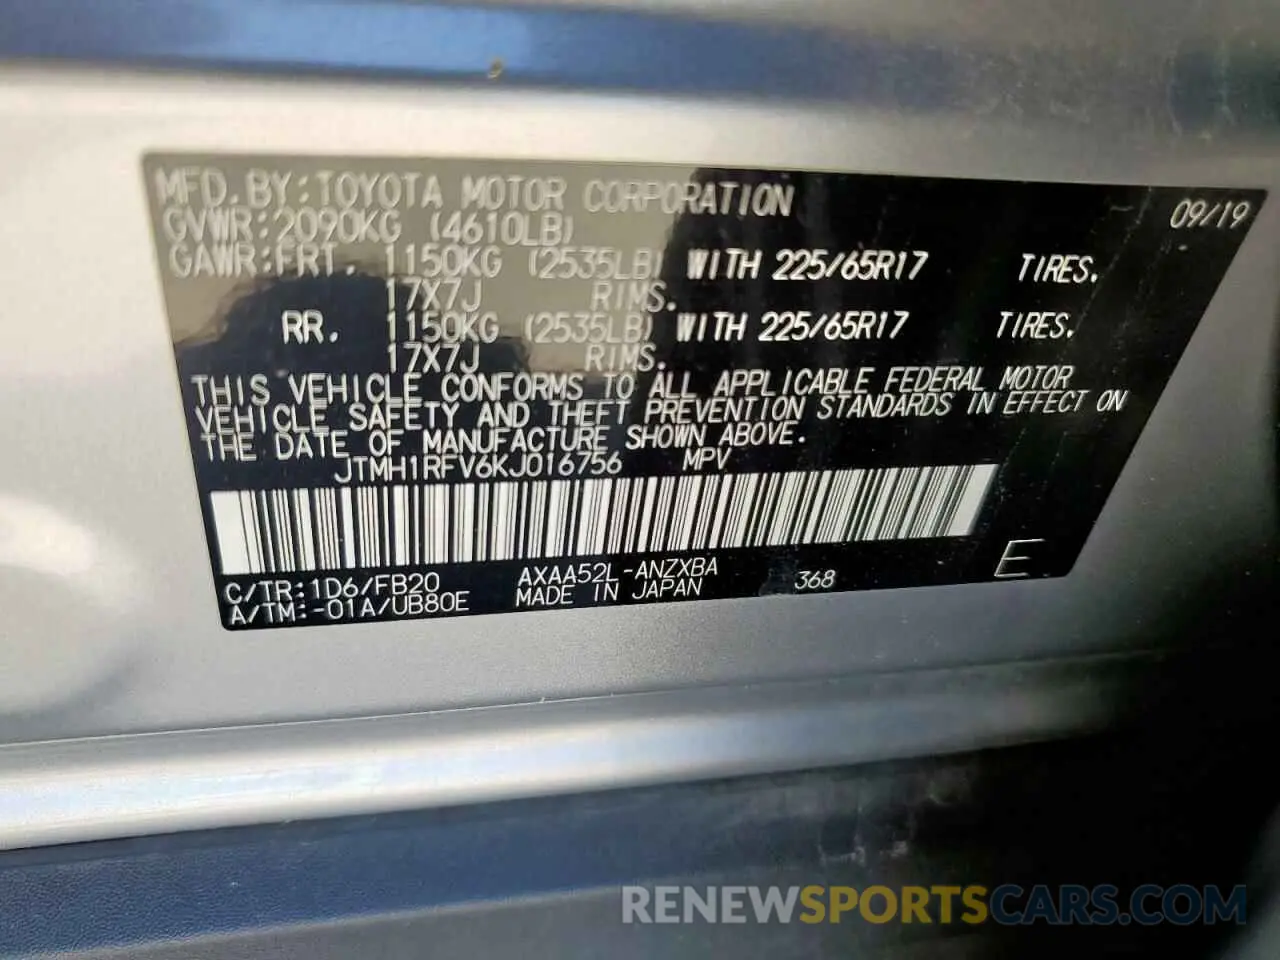 MFD.BY:TOYOTA MOTOR CORPORATION 09/19
GVWR:2090KG (4610LB)
GAWR:FRT. 1150KG (2535LB) WITH 225/65R17 TIRES.
17X7J RIMS.
RR. 1150KG (2535LB) WITH 225/65R17 TIRES.
17X7J RIMS.
THIS VEHICLE CONFORMS TO ALL APPLICABLE FEDERAL MOTOR
VEHICLE SAFETY AND THEFT PREVENTION STANDARDS IN EFFECT ON
THE DATE OF MANUFACTURE SHOWN ABOVE.
JTMH1RFV6KJ016756 MPV
C/TR:1D6/FB20 AXAA52L-ANZXBA 368 E
A/TM:-01A/UB80E MADE IN JAPAN
RENEWSPORTSCARS.COM